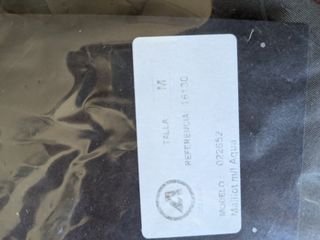 TALLA M
REFERENCIA 16130
MODELO 022652
Maillot m/l Aqua